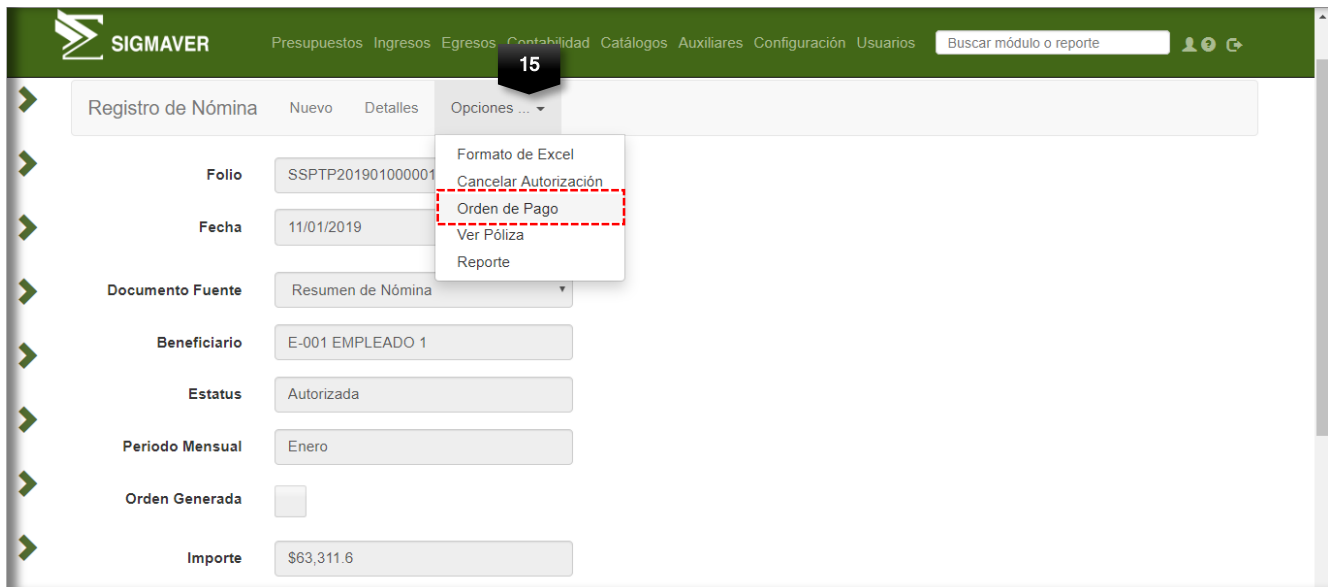 SIGMAVER
Presupuestos Ingresos Egresos Contabilidad Catálogos Auxiliares Configuración Usuarios
Buscar módulo o reporte
15
Registro de Nómina Nuevo Detalles Opciones ...
Formato de Excel
Cancelar Autorización
Orden de Pago
Ver Póliza
Reporte
Folio SSPTP201901000001
Fecha 11/01/2019
Documento Fuente Resumen de Nómina
Beneficiario E-001 EMPLEADO 1
Estatus Autorizada
Periodo Mensual Enero
Orden Generada
Importe $63,311.6